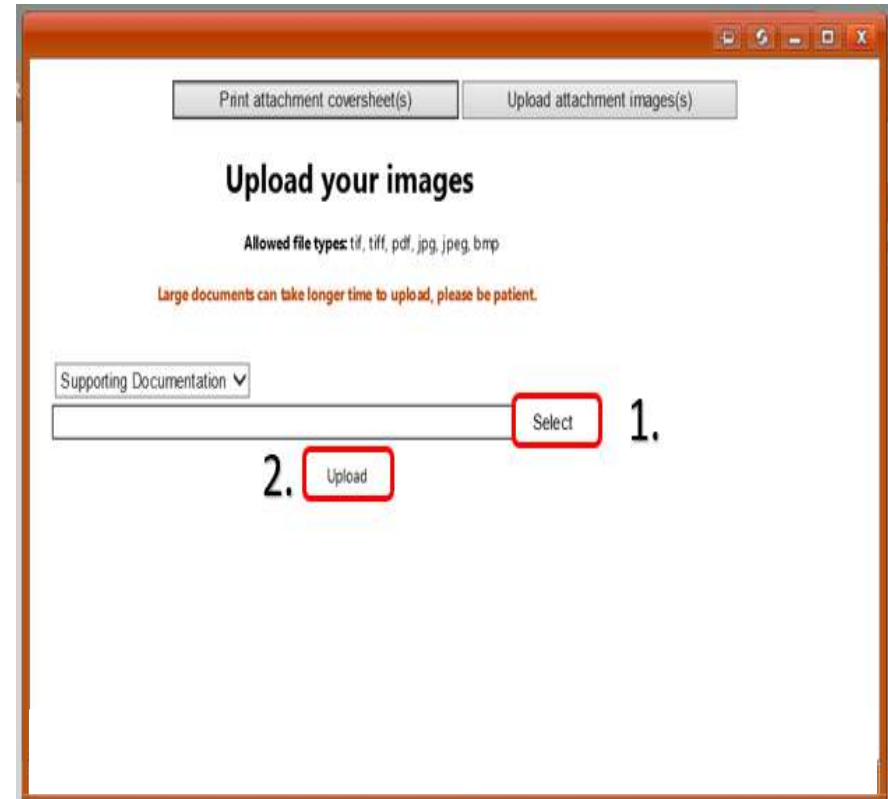 Print attachment coversheet(s) Upload attachment images(s)
Upload your images
Allowed file types: tif, tiff, pdf, jpg, jpeg, bmp
Large documents can take longer time to upload, please be patient.
Supporting Documentation
Select 1.
2. Upload